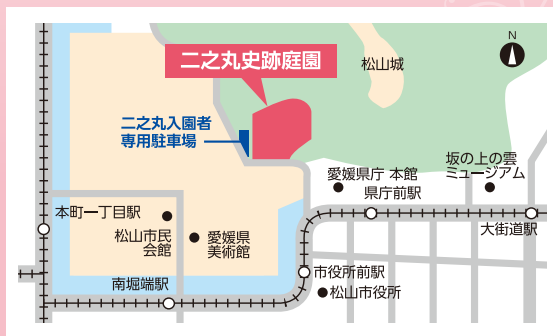 N
二之丸史跡庭園
松山城
二之丸入園者
専用駐車場
坂の上の雲
ミュージアム
愛媛県庁 本館
県庁前駅
本町一丁目駅
大街道駅
松山市民
会館
愛媛県
美術館
市役所前駅
南堀端駅
松山市役所